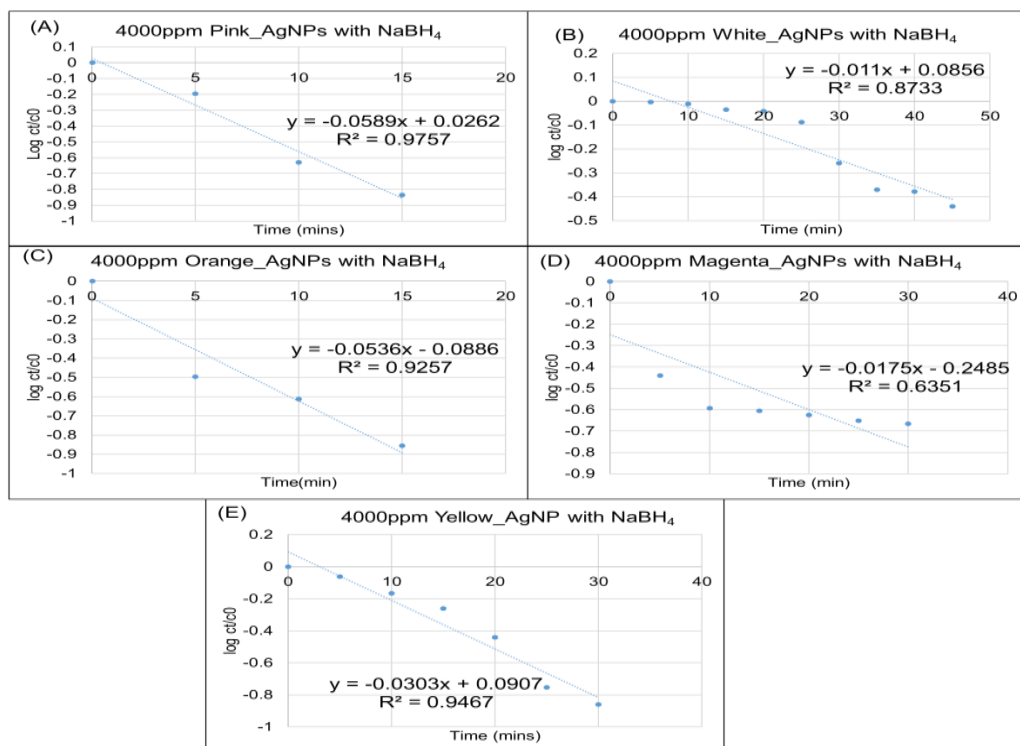 (A)
4000ppm Pink_AgNPs with NaBH₄
0.1
0
-0.1
-0.2
-0.3
-0.4
-0.5
-0.6
-0.7
-0.8
-0.9
-1
0 5 10 15 20
y = -0.0589x + 0.0262
R² = 0.9757
Log ct/c0
Time (mins)
(B)
4000ppm White_AgNPs with NaBH₄
0.2
0.1
0
-0.1
-0.2
-0.3
-0.4
-0.5
0 10 20 30 40 50
y = -0.011x + 0.0856
R² = 0.8733
log ct/c0
Time (min)
(C)
4000ppm Orange_AgNPs with NaBH₄
0
-0.1
-0.2
-0.3
-0.4
-0.5
-0.6
-0.7
-0.8
-0.9
-1
0 5 10 15 20
y = -0.0536x - 0.0886
R² = 0.9257
log ct/c0
Time(min)
(D)
4000ppm Magenta_AgNPs with NaBH₄
0
-0.1
-0.2
-0.3
-0.4
-0.5
-0.6
-0.7
-0.8
-0.9
0 10 20 30 40
y = -0.0175x - 0.2485
R² = 0.6351
log ct/c0
Time (min)
(E)
4000ppm Yellow_AgNP with NaBH₄
0.2
0
-0.2
-0.4
-0.6
-0.8
-1
0 10 20 30 40
y = -0.0303x + 0.0907
R² = 0.9467
log ct/c0
Time (mins)